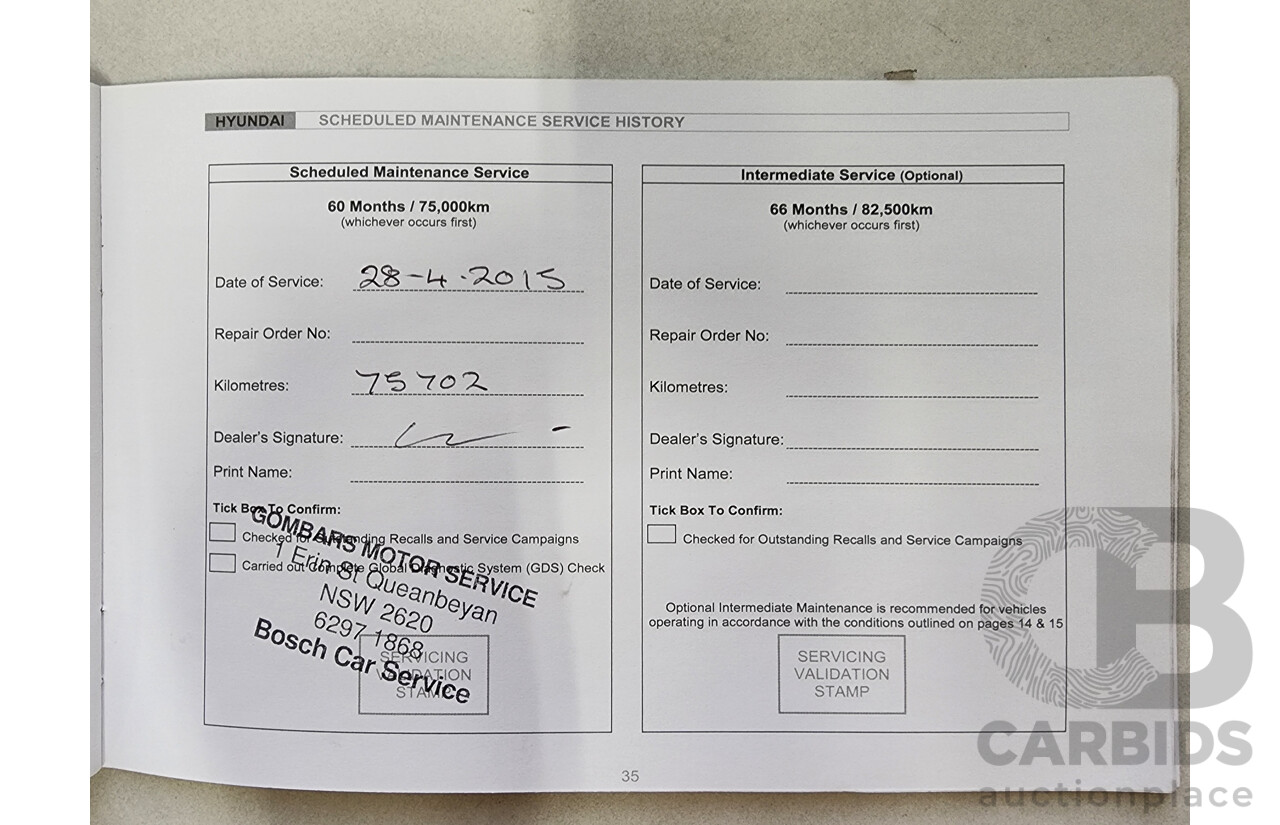 HYUNDAI SCHEDULED MAINTENANCE SERVICE HISTORY
Scheduled Maintenance Service
60 Months / 75,000km
(whichever occurs first)
Date of Service: 28-4.2015
Repair Order No:
Kilometres: 75702
Dealer's Signature:
Print Name:
Tick Box To Confirm:
Checked for Outstanding Recalls and Service Campaigns
Carried out Complete Global Diagnostic System (GDS) Check
GOMBARS MOTOR SERVICE
1 Erin St Queanbeyan
NSW 2620
6297 1868
Bosch Car Service
SERVICING
VALIDATION
STAMP
Intermediate Service (Optional)
66 Months / 82,500km
(whichever occurs first)
Date of Service:
Repair Order No:
Kilometres:
Dealer's Signature:
Print Name:
Tick Box To Confirm:
Checked for Outstanding Recalls and Service Campaigns
Optional Intermediate Maintenance is recommended for vehicles
operating in accordance with the conditions outlined on pages 14 & 15
SERVICING
VALIDATION
STAMP
35
CB
CARBIDS
auctionplace